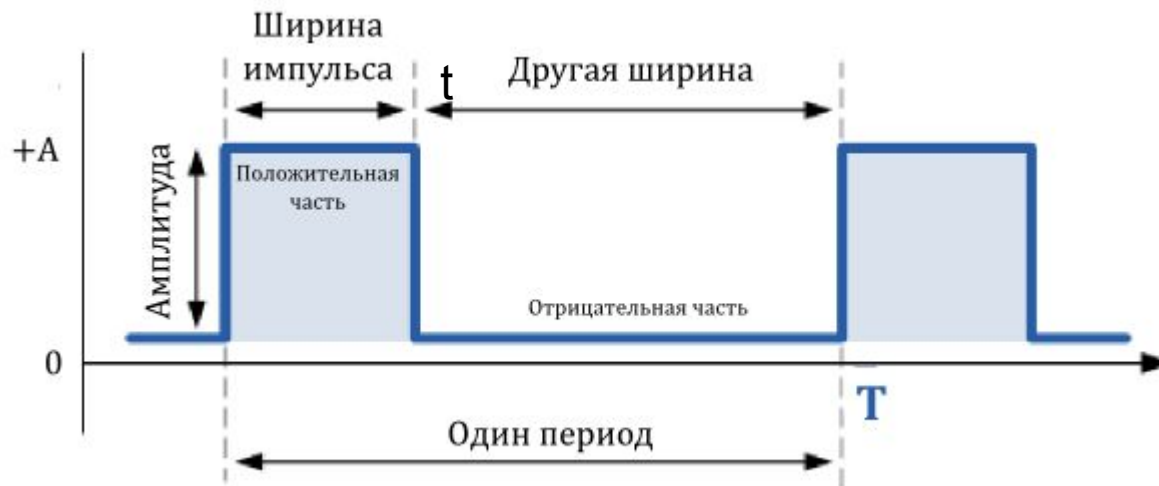 Ширина
импульса
t
Другая ширина
+А
Амплитуда
Положительная
часть
Отрицательная часть
0
Т
Один период